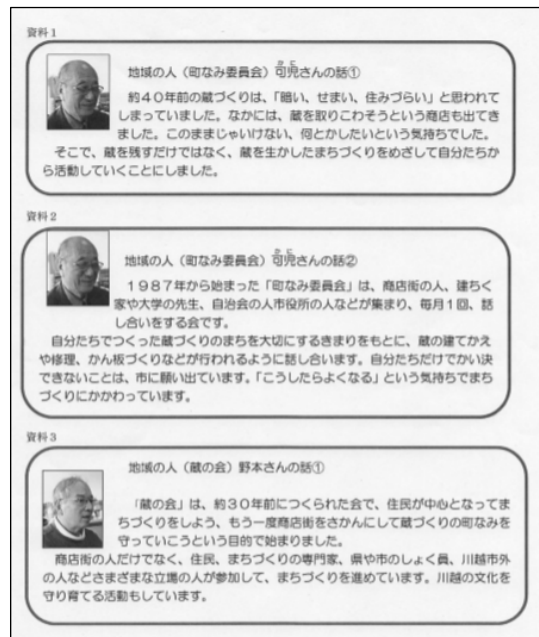 資料1
地域の人（町なみ委員会）可児さんの話①
か に
約40年前の蔵づくりは、「暗い、せまい、住みづらい」と思われて
しまっていました。なかには、蔵を取りこわそうという商店も出てき
ました。このままじゃいけない、何とかしたいという気持ちでした。
そこで、蔵を残すだけではなく、蔵を生かしたまちづくりをめざして自分たちか
ら活動していくことにしました。
資料2
地域の人（町なみ委員会）可児さんの話②
か に
1987年から始まった「町なみ委員会」は、商店街の人、建ちく
家や大学の先生、自治会の人市役所の人などが集まり、毎月1回、話
し合いをする会です。
自分たちでつくった蔵づくりのまちを大切にするきまりをもとに、蔵の建てかえ
や修理、かん板づくりなどが行われるように話し合います。自分たちだけでかい決
できないことは、市に願い出ています。「こうしたらよくなる」という気持ちでまち
づくりにかかわっています。
資料3
地域の人（蔵の会）野本さんの話①
「蔵の会」は、約30年前につくられた会で、住民が中心となってま
ちづくりをしよう、もう一度商店街をさかんにして蔵づくりの町なみを
守っていこうという目的で始まりました。
商店街の人だけでなく、住民、まちづくりの専門家、県や市のしょく員、川越市外
の人などさまざまな立場の人が参加して、まちづくりを進めています。川越の文化を
守り育てる活動もしています。